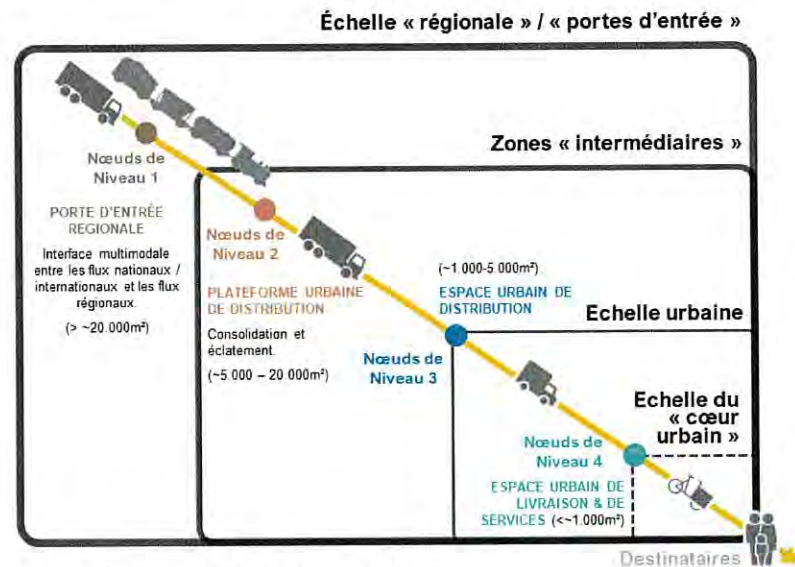 Échelle « régionale » / « portes d'entrée »
Zones « intermédiaires »
Nœuds de
Niveau 1
PORTE D'ENTRÉE
REGIONALE
Interface multimodale
entre les flux nationaux /
internationaux et les flux
régionaux.
(> ~20.000m²)
Nœuds de
Niveau 2
PLATEFORME URBAINE
DE DISTRIBUTION
Consolidation et
éclatement.
(~5 000 – 20 000m²)
(~1.000-5 000m²)
ESPACE URBAIN DE
DISTRIBUTION
Nœuds de
Niveau 3
Echelle urbaine
Echelle du
« cœur
urbain »
Nœuds de
Niveau 4
ESPACE URBAIN DE
LIVRAISON & DE
SERVICES (<~1.000m²)
Destinataires